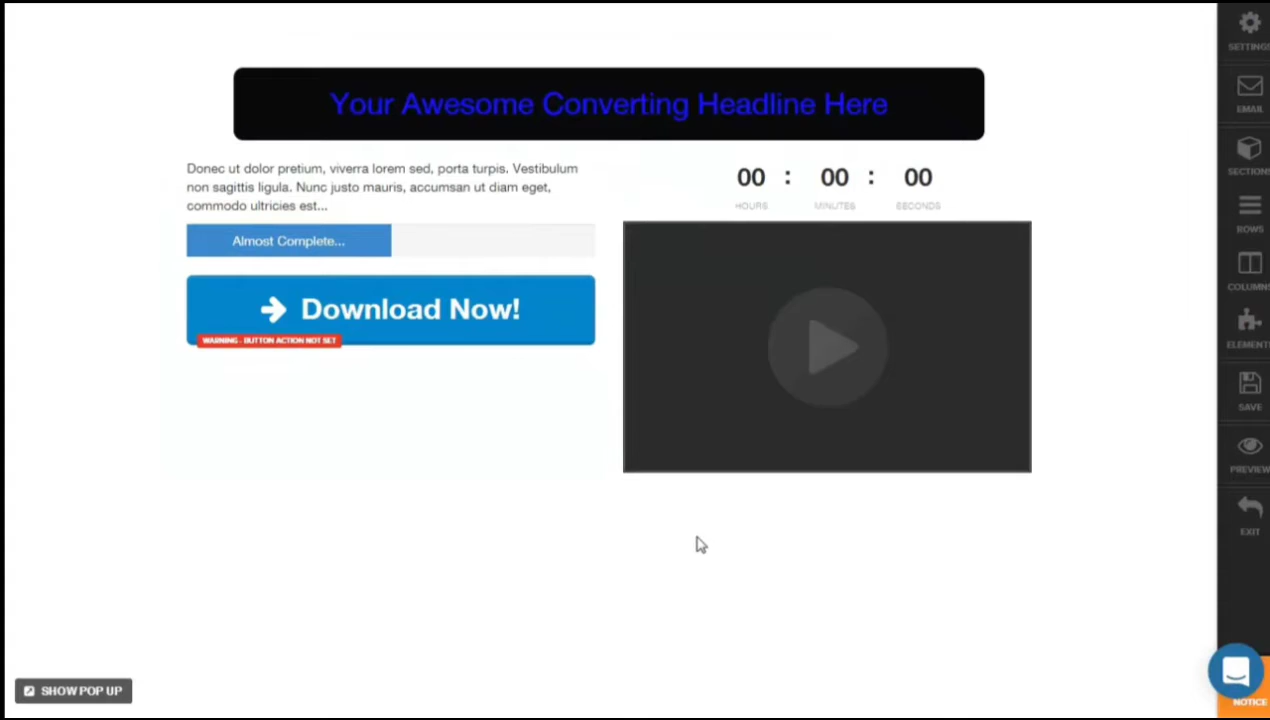 Your Awesome Converting Headline Here
Donec ut dolor pretium, viverra lorem sed, porta turpis. Vestibulum
non sagittis ligula. Nunc justo mauris, accumsan ut diam eget,
commodo ultricies est...
Almost Complete...
Download Now!
WARNING - BUTTON ACTION NOT SET
00 : 00 : 00
HOURS MINUTES SECONDS
SETTINGS
EMAIL
SECTIONS
ROWS
COLUMNS
ELEMENT
SAVE
PREVIEW
EXIT
NOTICE
SHOW POP UP